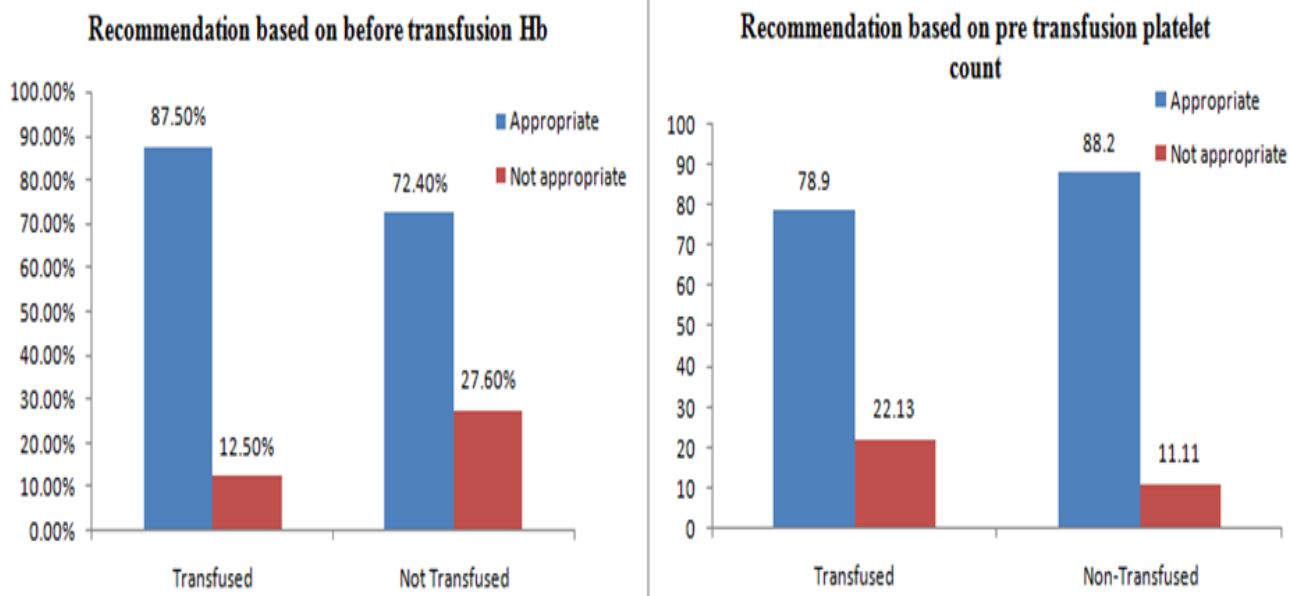 Recommendation based on before transfusion Hb
100.00%
90.00%
80.00%
70.00%
60.00%
50.00%
40.00%
30.00%
20.00%
10.00%
0.00%
87.50%
12.50%
72.40%
27.60%
Appropriate
Not appropriate
Transfused
Not Transfused
Recommendation based on pre transfusion platelet
count
100
90
80
70
60
50
40
30
20
10
0
78.9
22.13
88.2
11.11
Appropriate
Not appropriate
Transfused
Non-Transfused